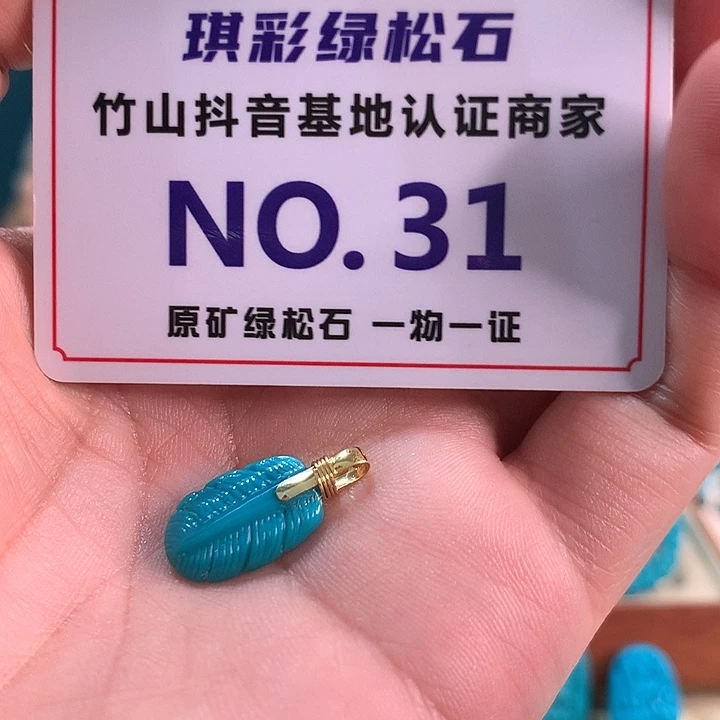 琪彩绿松石
竹山抖音基地认证商家
NO.31
原矿绿松石 一物一证